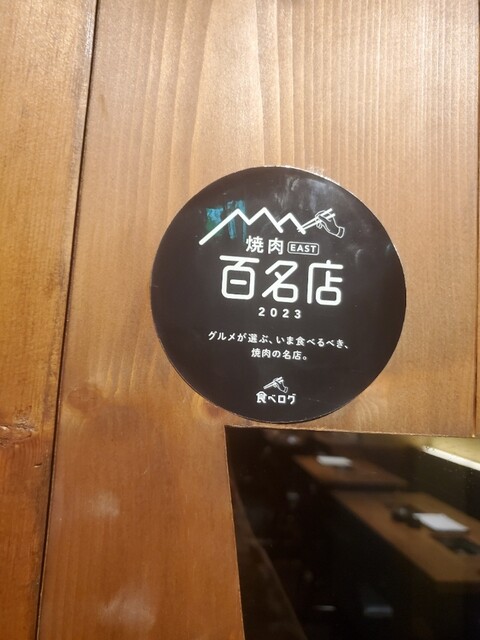 焼肉 EAST
百名店
2023
グルメが選ぶ、いま食べるべき、
焼肉の名店。
食べログ